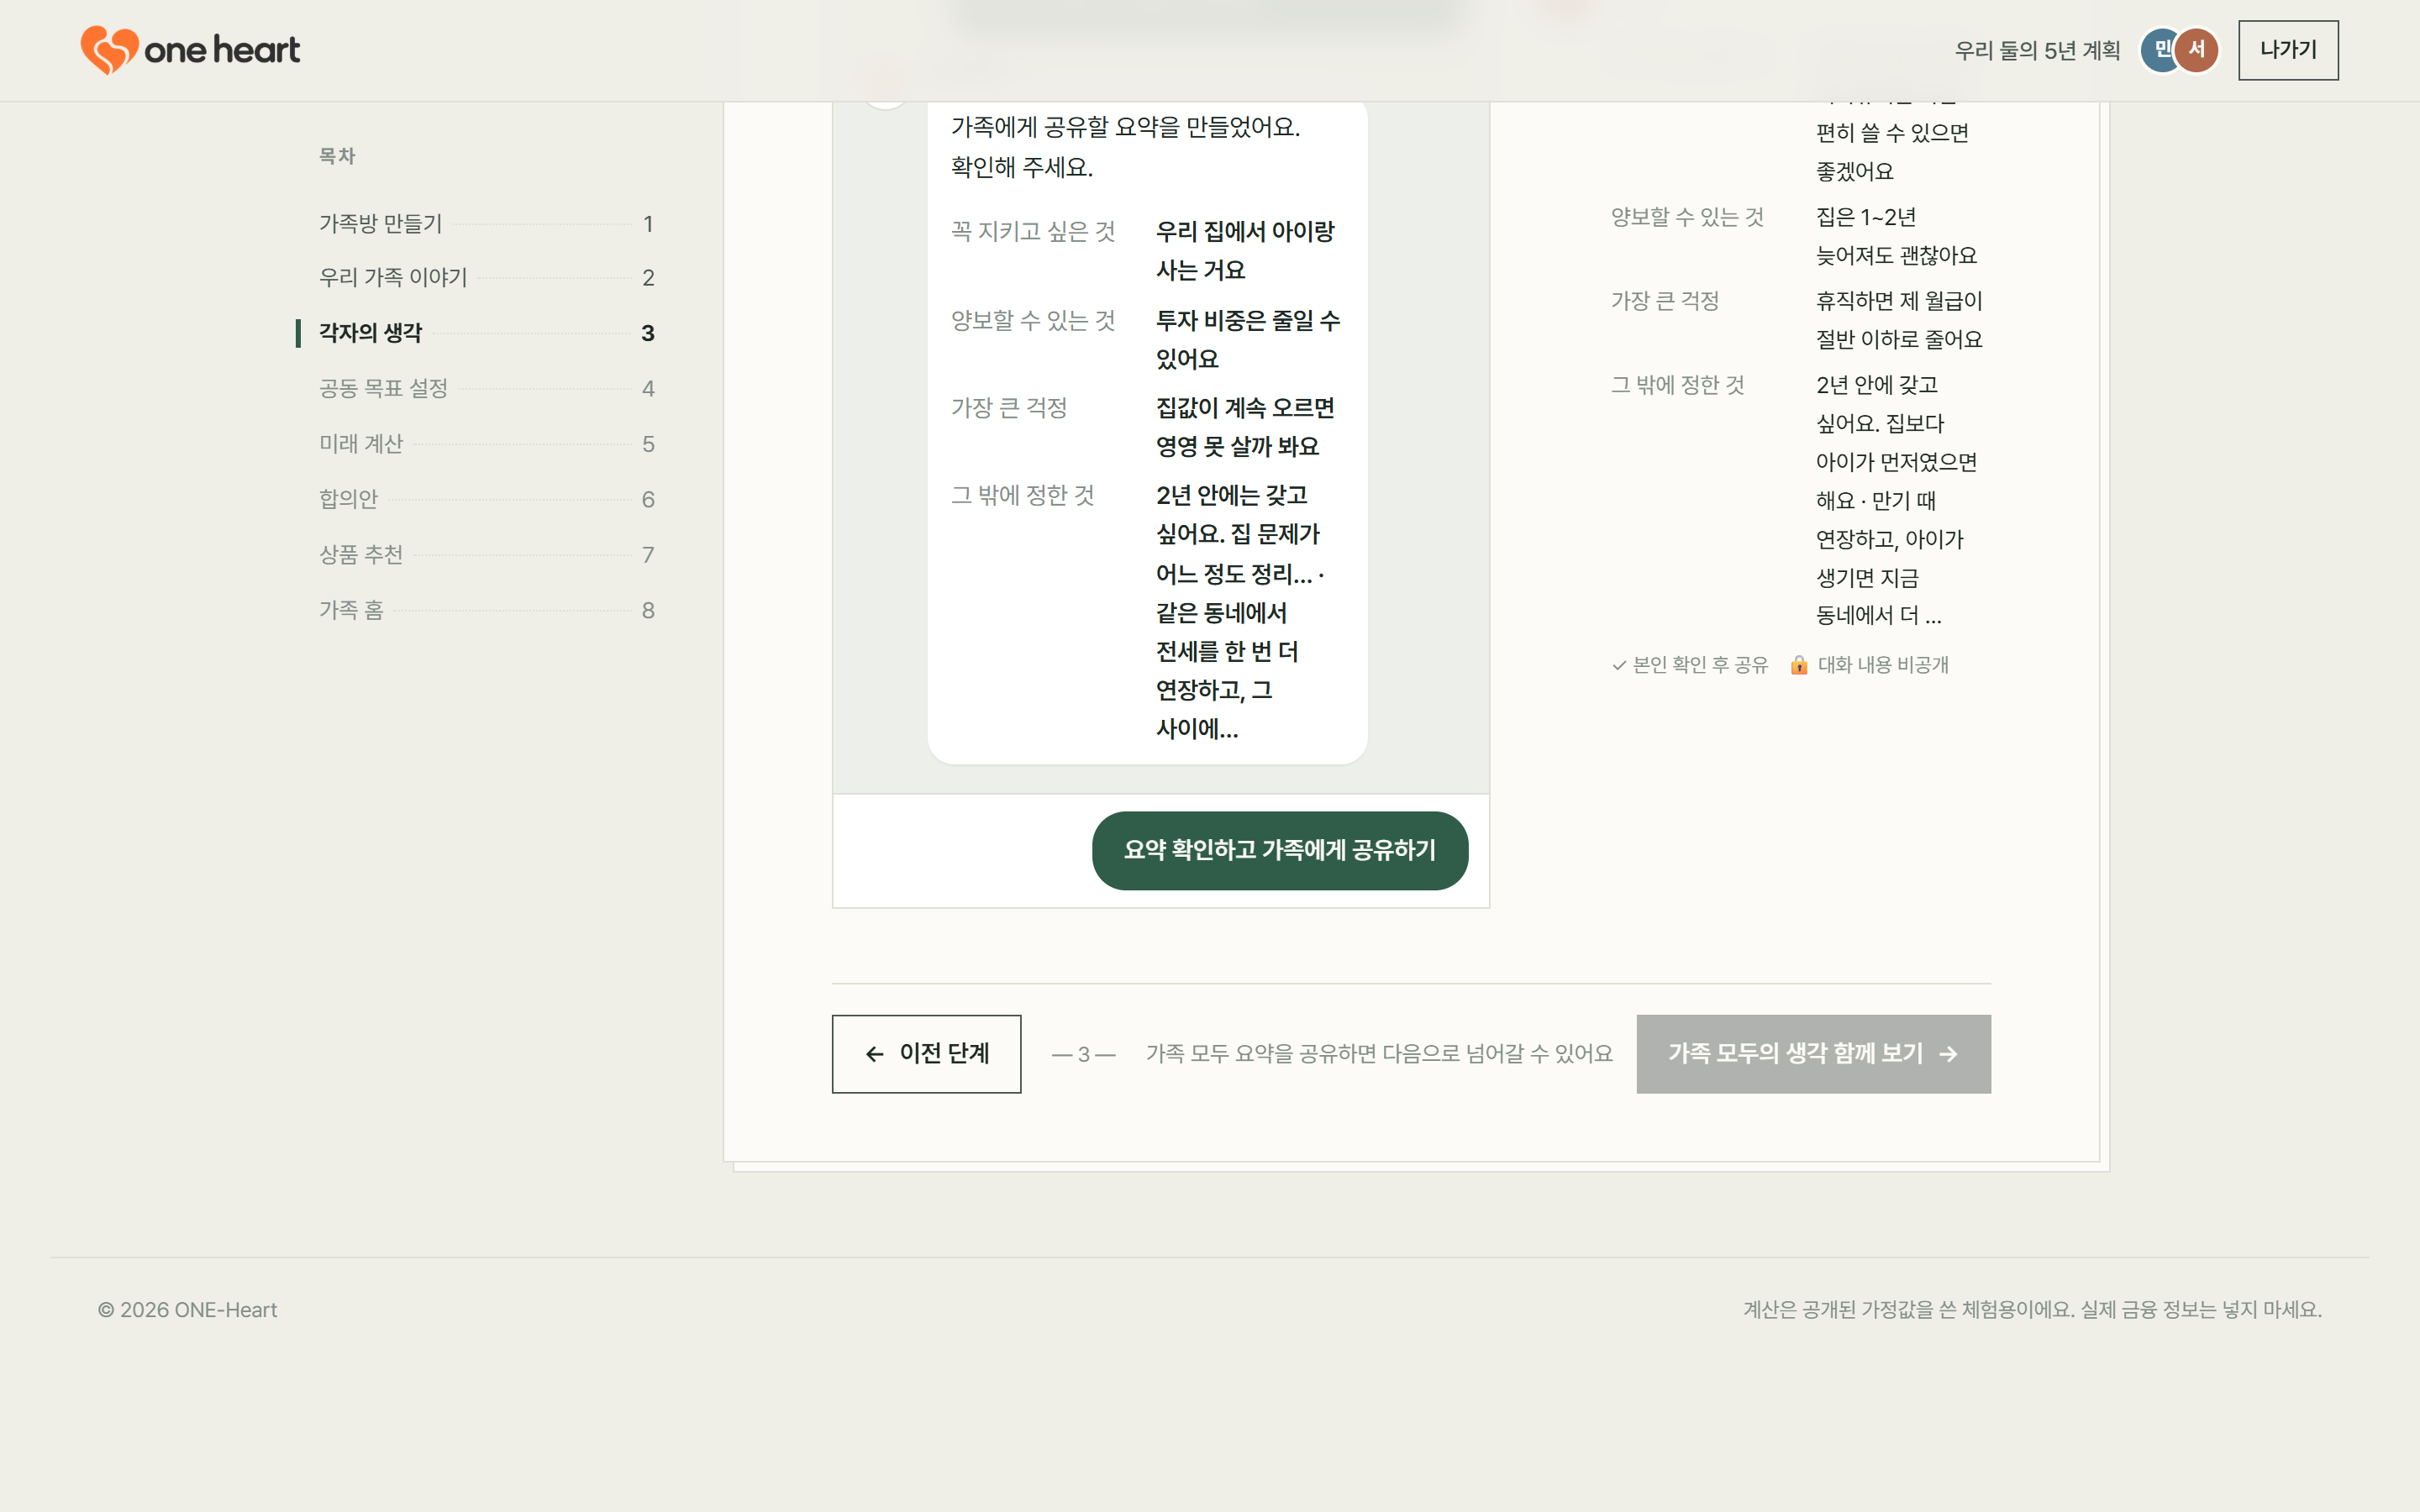 one heart
우리 둘의 5년 계획
민
서
나가기
목차
가족방 만들기 1
우리 가족 이야기 2
각자의 생각 3
공동 목표 설정 4
미래 계산 5
합의안 6
상품 추천 7
가족 홈 8
가족에게 공유할 요약을 만들었어요.
확인해 주세요.
꼭 지키고 싶은 것
우리 집에서 아이랑
사는 거요
양보할 수 있는 것
투자 비중은 줄일 수
있어요
가장 큰 걱정
집값이 계속 오르면
영영 못 살까 봐요
그 밖에 정한 것
2년 안에는 갖고
싶어요. 집 문제가
어느 정도 정리... ·
같은 동네에서
전세를 한 번 더
연장하고, 그
사이에...
요약 확인하고 가족에게 공유하기
편히 쓸 수 있으면
좋겠어요
양보할 수 있는 것
집은 1~2년
늦어져도 괜찮아요
가장 큰 걱정
휴직하면 제 월급이
절반 이하로 줄어요
그 밖에 정한 것
2년 안에 갖고
싶어요. 집보다
아이가 먼저였으면
해요 · 만기 때
연장하고, 아이가
생기면 지금
동네에서 더 ...
✓ 본인 확인 후 공유 🔒 대화 내용 비공개
← 이전 단계
— 3 —
가족 모두 요약을 공유하면 다음으로 넘어갈 수 있어요
가족 모두의 생각 함께 보기 →
© 2026 ONE-Heart
계산은 공개된 가정값을 쓴 체험용이에요. 실제 금융 정보는 넣지 마세요.